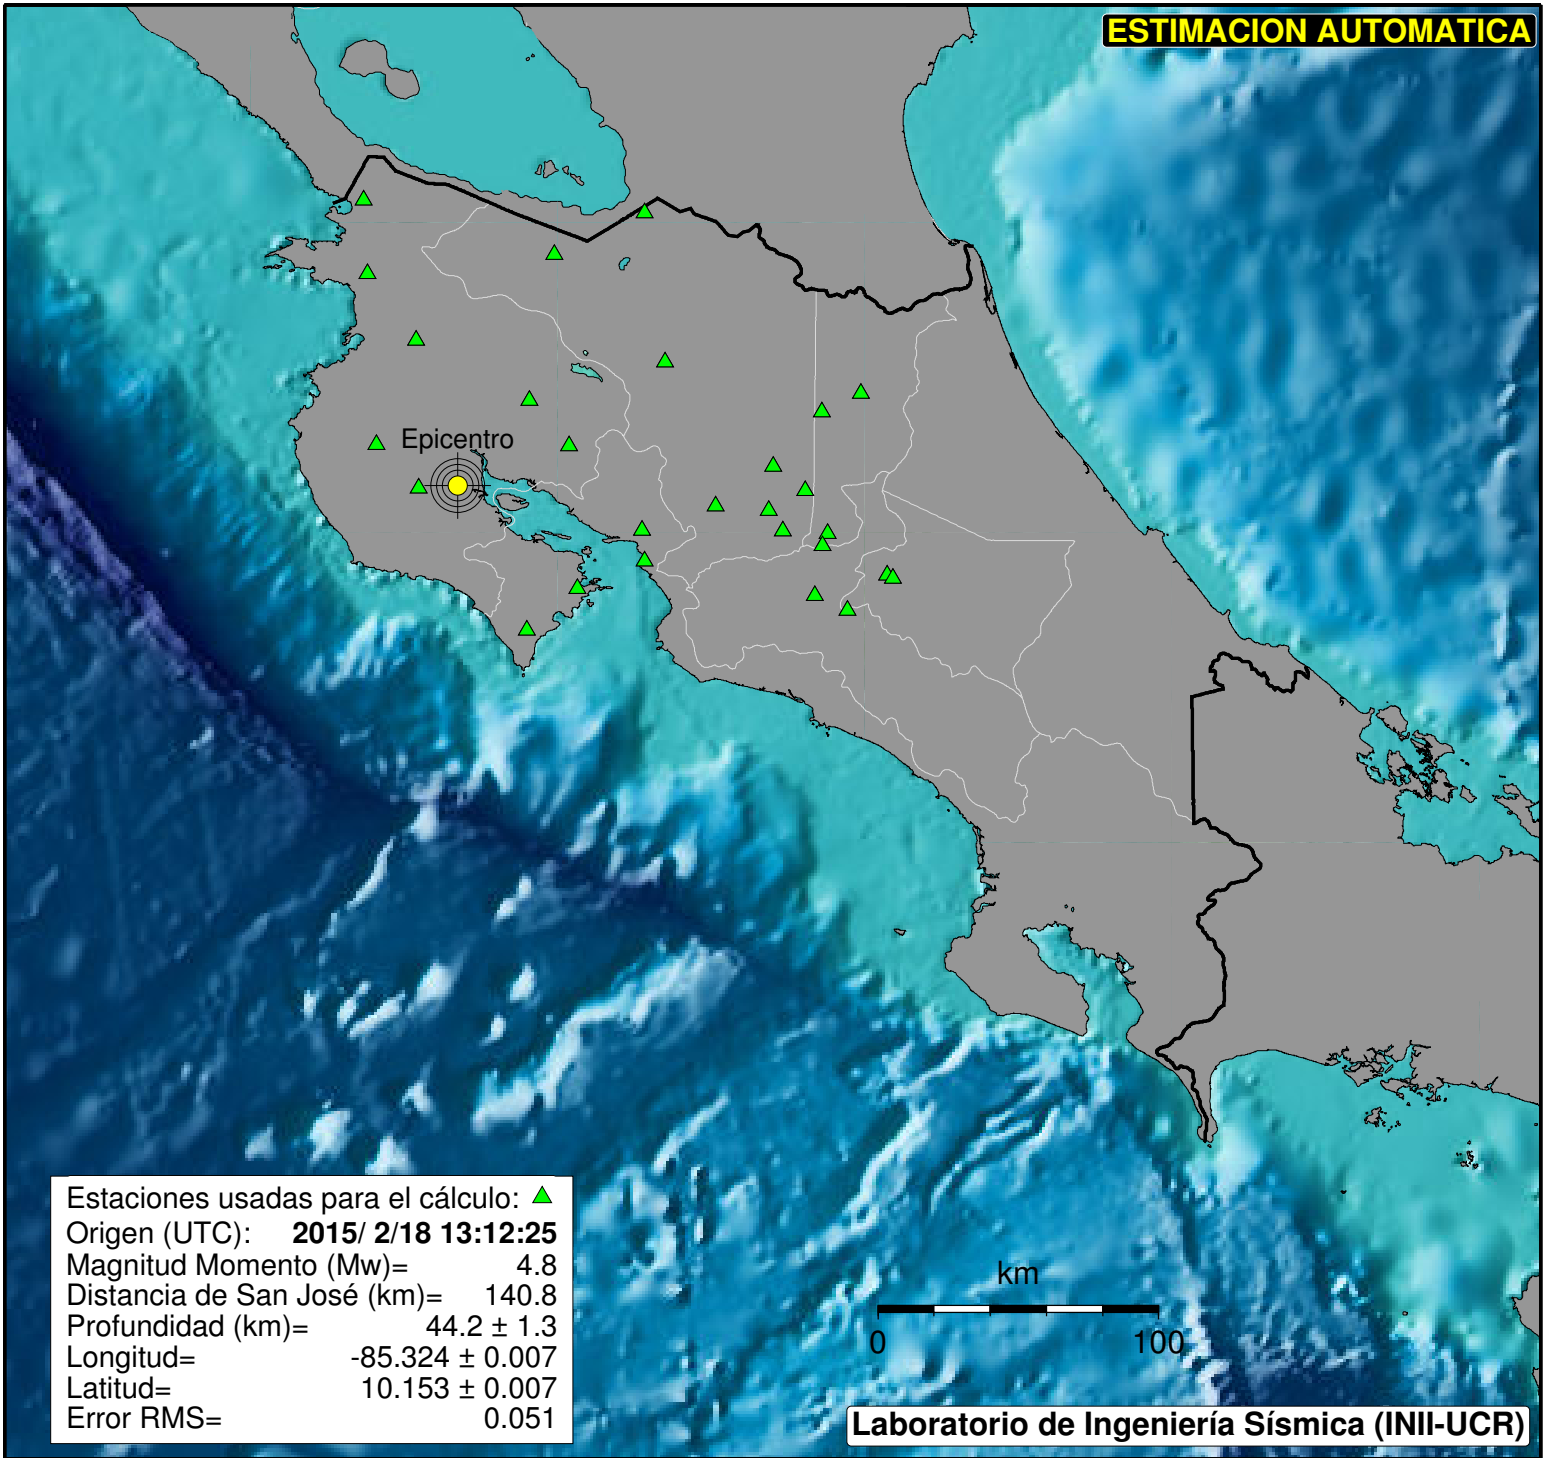 ESTIMACION AUTOMATICA
Epicentro
Estaciones usadas para el cálculo:
Origen (UTC): 2015/ 2/18 13:12:25
Magnitud Momento (Mw)= 4.8
Distancia de San José (km)= 140.8
Profundidad (km)= 44.2 ± 1.3
Longitud= -85.324 ± 0.007
Latitud= 10.153 ± 0.007
Error RMS= 0.051
km
0 100
Laboratorio de Ingeniería Sísmica (INII-UCR)